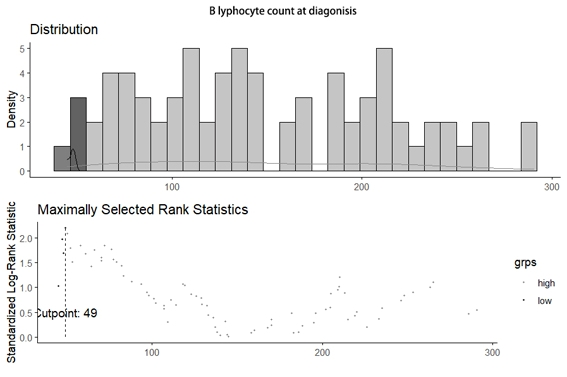 B lyphocyte count at diagonisis
Distribution
Density
5
4
3
2
1
0
100
200
300
Maximally Selected Rank Statistics
Standardized Log-Rank Statistic
2.0
1.5
1.0
0.5
0.0
Cutpoint: 49
100
200
300
grps
high
low